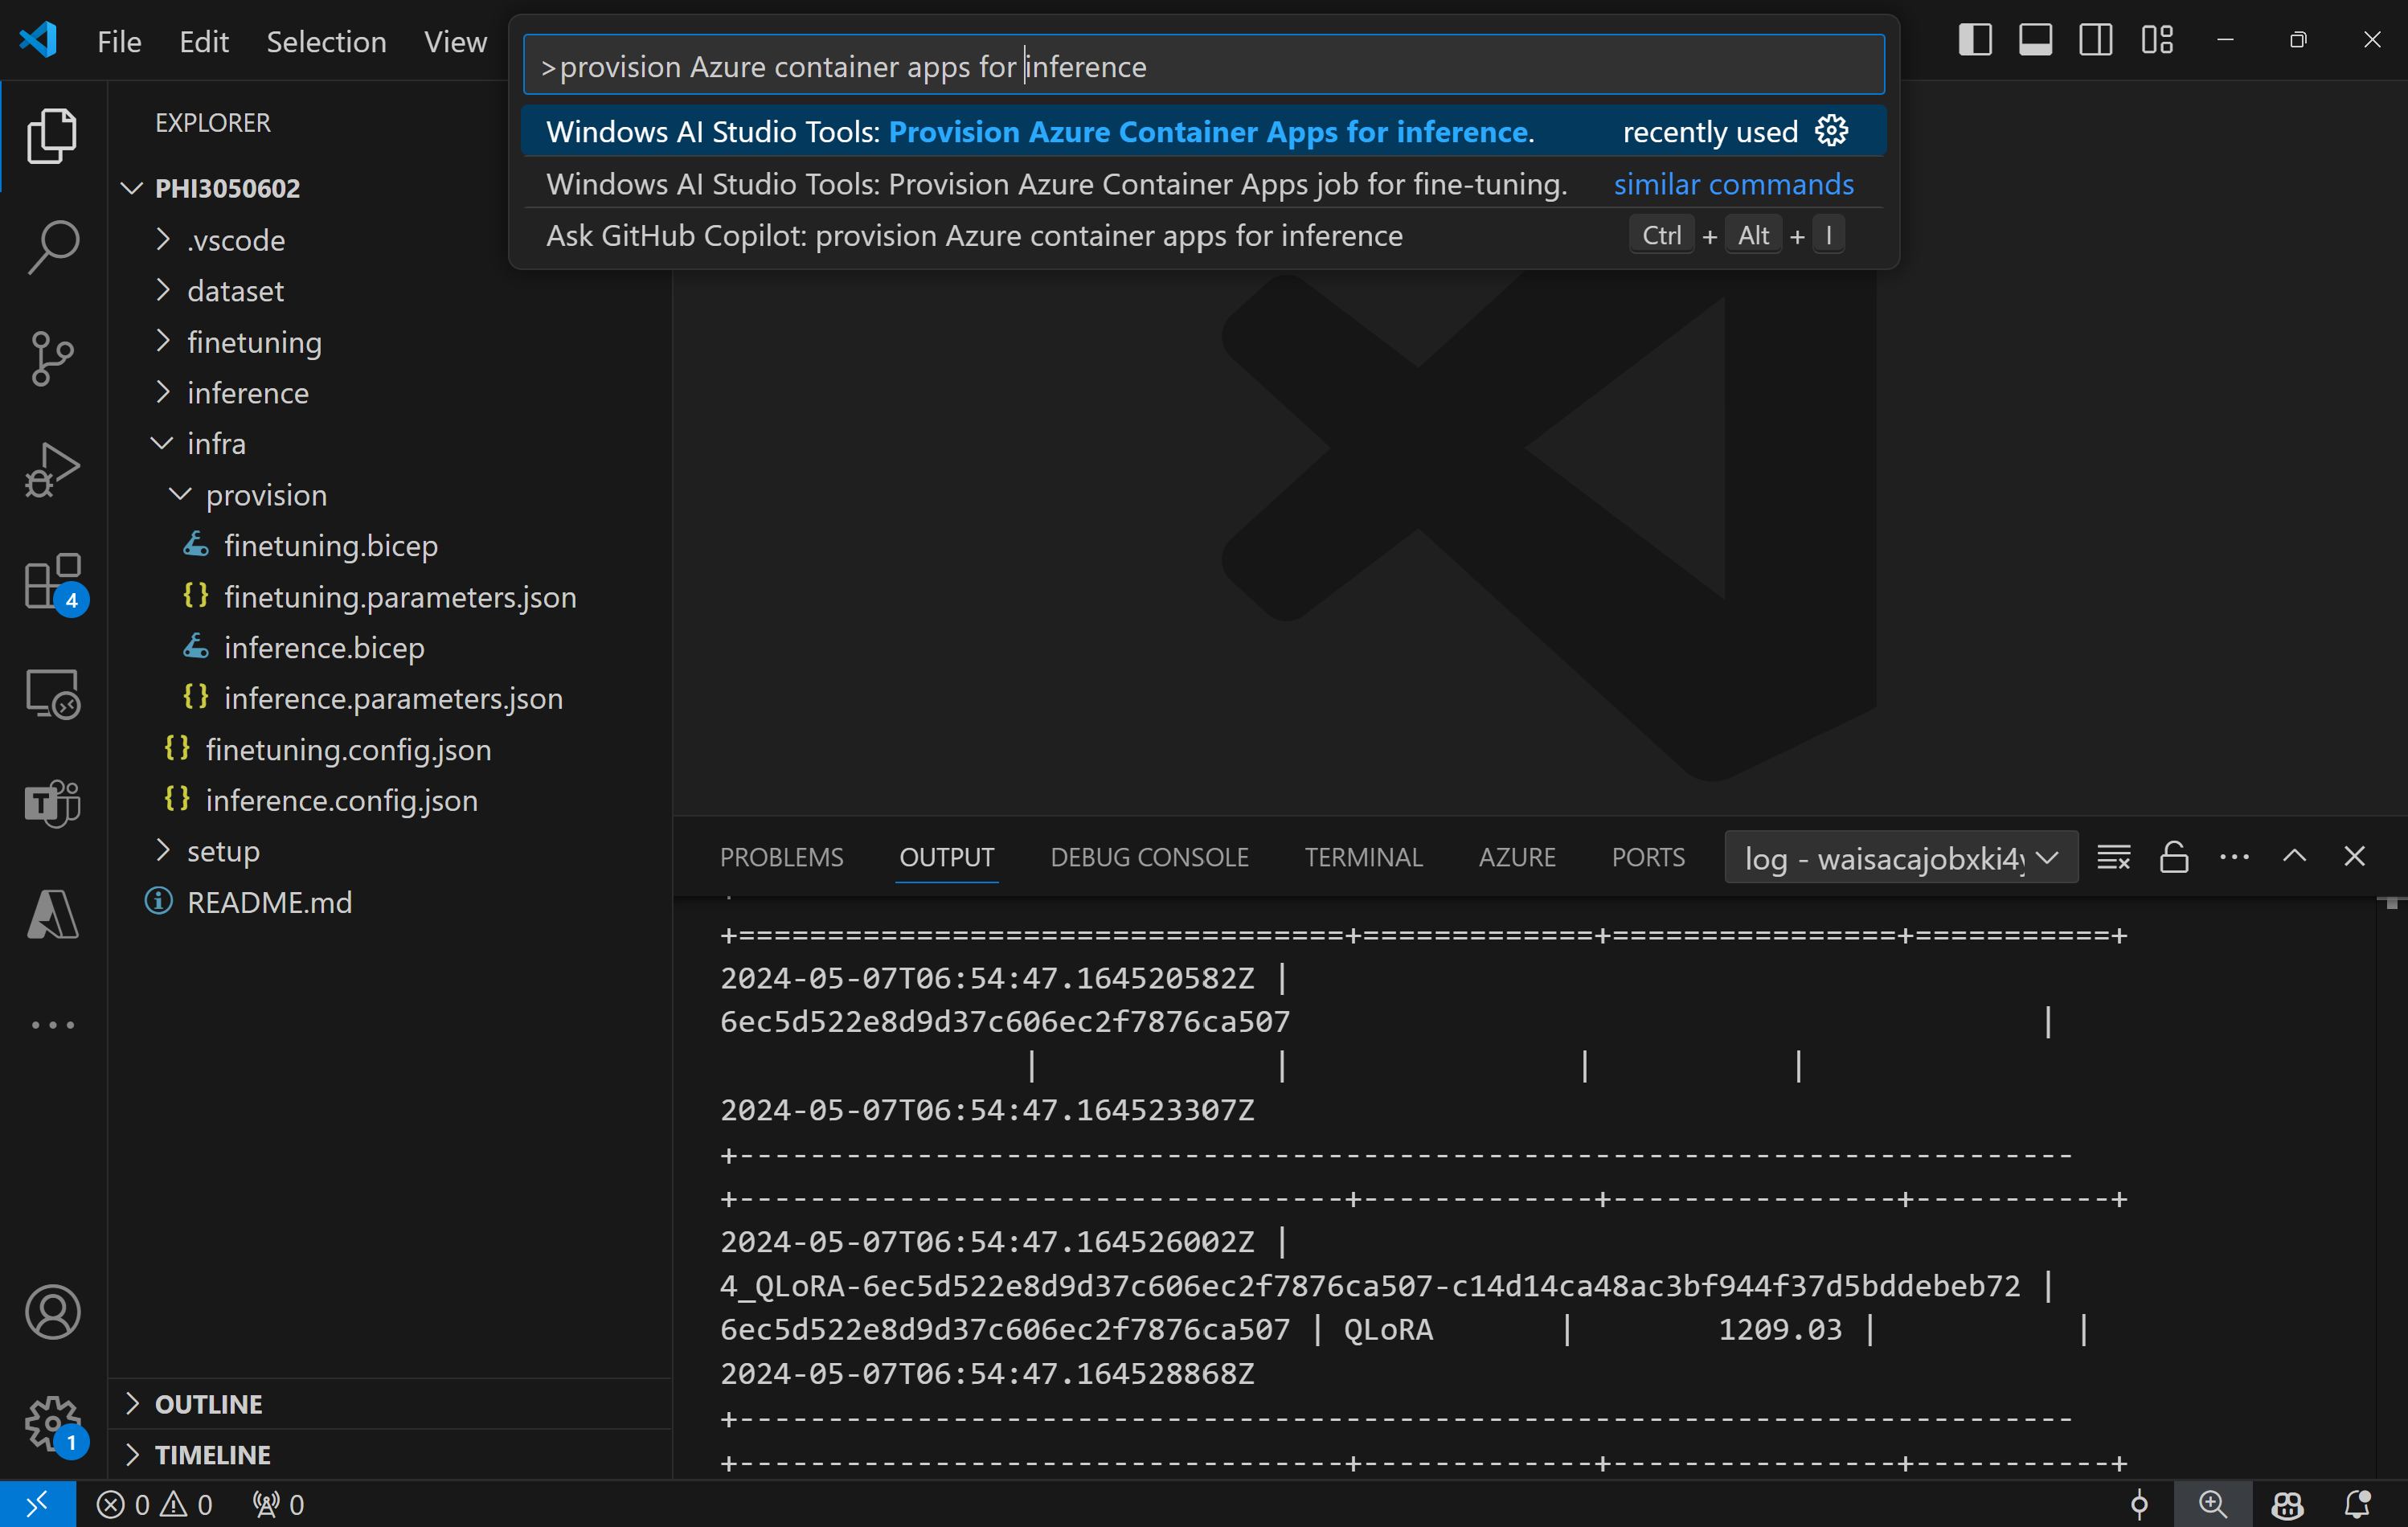 File Edit Selection View
>provision Azure container apps for inference
Windows AI Studio Tools: Provision Azure Container Apps for inference. recently used
Windows AI Studio Tools: Provision Azure Container Apps job for fine-tuning. similar commands
Ask GitHub Copilot: provision Azure container apps for inference Ctrl + Alt + I
EXPLORER
PHI3050602
.vscode
dataset
finetuning
inference
infra
provision
finetuning.bicep
{} finetuning.parameters.json
inference.bicep
{} inference.parameters.json
{} finetuning.config.json
{} inference.config.json
setup
README.md
4
T
OUTLINE
TIMELINE
1
PROBLEMS OUTPUT DEBUG CONSOLE TERMINAL AZURE PORTS log - waisacajobxki4y
+==================================+=============+================+===========+
2024-05-07T06:54:47.164520582Z |
6ec5d522e8d9d37c606ec2f7876ca507 |
| | | |
2024-05-07T06:54:47.164523307Z
+---------------------------------------------------------------------------
+----------------------------------+-------------+----------------+-----------+
2024-05-07T06:54:47.164526002Z |
4_QLoRA-6ec5d522e8d9d37c606ec2f7876ca507-c14d14ca48ac3bf944f37d5bddebeb72 |
6ec5d522e8d9d37c606ec2f7876ca507 | QLoRA | 1209.03 | |
2024-05-07T06:54:47.164528868Z
+---------------------------------------------------------------------------
+----------------------------------+-------------+----------------+-----------+
0 0 0